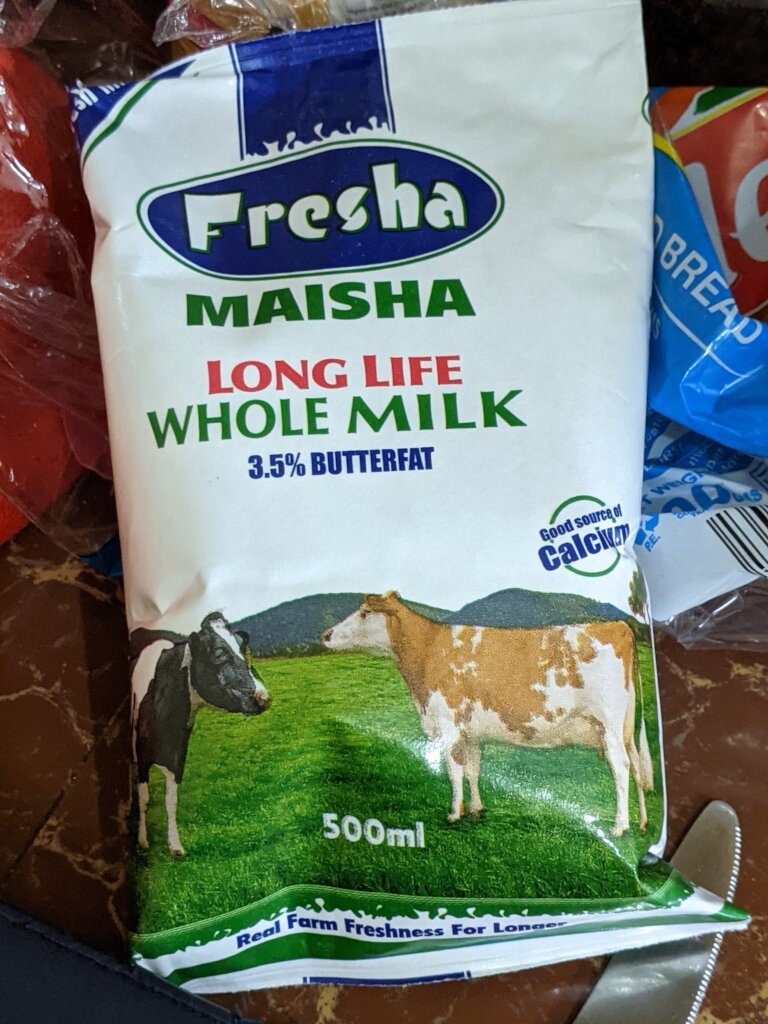 Fresha
MAISHA
LONG LIFE
WHOLE MILK
3.5% BUTTERFAT
Good source of
Calcium
500ml
Real Farm Freshness For Longer
BREAD